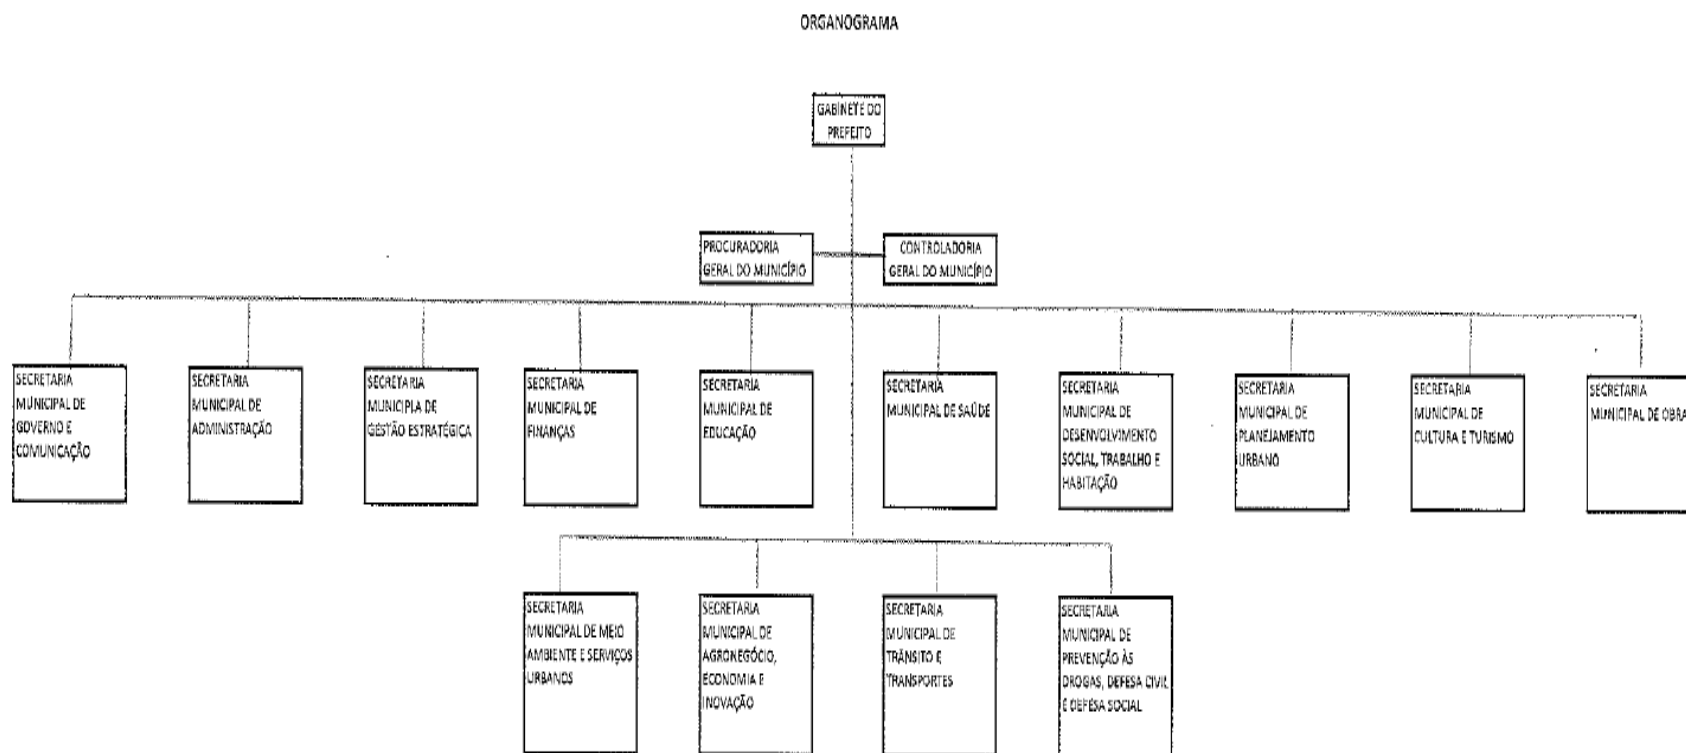 ORGANOGRAMA
GABINETE DO
PREFEITO
PROCURADORIA
GERAL DO MUNICÍPIO
CONTROLADORIA
GERAL DO MUNICÍPIO
SECRETARIA
MUNICIPAL DE
GOVERNO E
COMUNICAÇÃO
SECRETARIA
MUNICIPAL DE
ADMINISTRAÇÃO
SECRETARIA
MUNICIPLA DE
GESTÃO ESTRATÉGICA
SECRETARIA
MUNICIPAL DE
FINANÇAS
SECRETARIA
MUNICIPAL DE
EDUCAÇÃO
SECRETARIA
MUNICIPAL DE SAÚDE
SECRETARIA
MUNICIPAL DE
DESENVOLVIMENTO
SOCIAL, TRABALHO E
HABITAÇÃO
SECRETARIA
MUNICIPAL DE
PLANEJAMENTO
URBANO
SECRETARIA
MUNICIPAL DE
CULTURA E TURISMO
SECRETARIA
MUNICIPAL DE OBRA
SECRETARIA
MUNICIPAL DE MEIO
AMBIENTE E SERVIÇOS
URBANOS
SECRETARIA
MUNICIPAL DE
AGRONEGÓCIO,
ECONOMIA E
INOVAÇÃO
SECRETARIA
MUNICIPAL DE
TRÂNSITO E
TRANSPORTES
SECRETARIA
MUNICIPAL DE
PREVENÇÃO ÀS
DROGAS, DEFESA CIVIL
E DEFESA SOCIAL